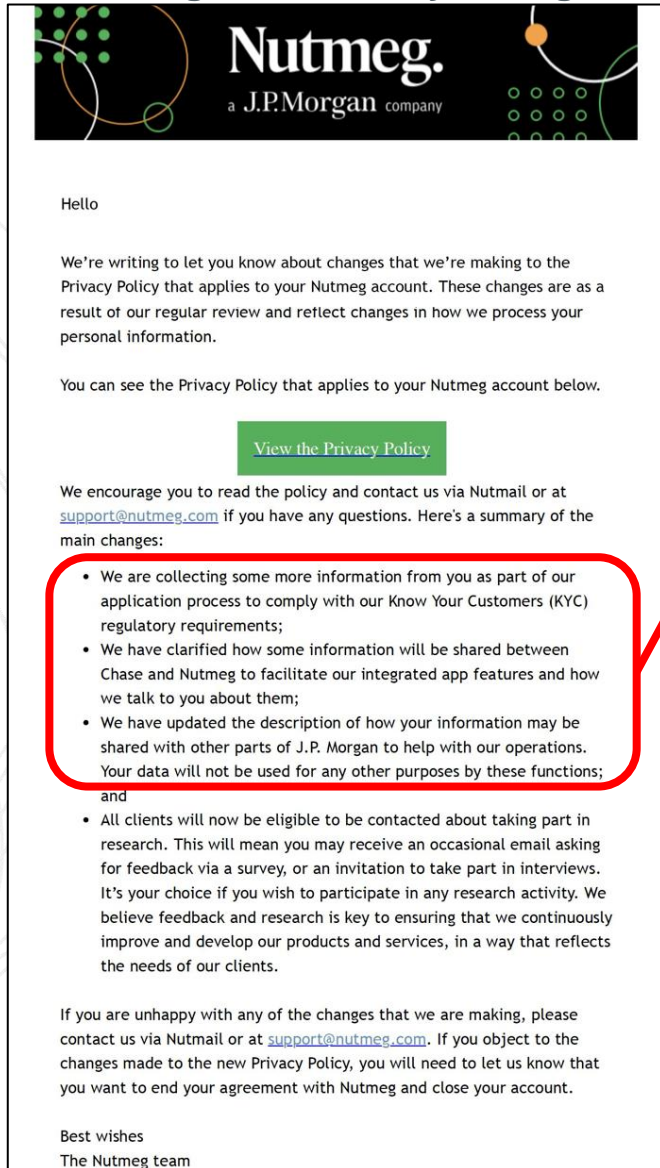 Nutmeg.
a J.P.Morgan company
Hello
We're writing to let you know about changes that we're making to the
Privacy Policy that applies to your Nutmeg account. These changes are as a
result of our regular review and reflect changes in how we process your
personal information.
You can see the Privacy Policy that applies to your Nutmeg account below.
View the Privacy Policy
We encourage you to read the policy and contact us via Nutmail or at
support@nutmeg.com if you have any questions. Here's a summary of the
main changes:
• We are collecting some more information from you as part of our
application process to comply with our Know Your Customers (KYC)
regulatory requirements;
• We have clarified how some information will be shared between
Chase and Nutmeg to facilitate our integrated app features and how
we talk to you about them;
• We have updated the description of how your information may be
shared with other parts of J.P. Morgan to help with our operations.
Your data will not be used for any other purposes by these functions;
and
• All clients will now be eligible to be contacted about taking part in
research. This will mean you may receive an occasional email asking
for feedback via a survey, or an invitation to take part in interviews.
It's your choice if you wish to participate in any research activity. We
believe feedback and research is key to ensuring that we continuously
improve and develop our products and services, in a way that reflects
the needs of our clients.
If you are unhappy with any of the changes that we are making, please
contact us via Nutmail or at support@nutmeg.com. If you object to the
changes made to the new Privacy Policy, you will need to let us know that
you want to end your agreement with Nutmeg and close your account.
Best wishes
The Nutmeg team